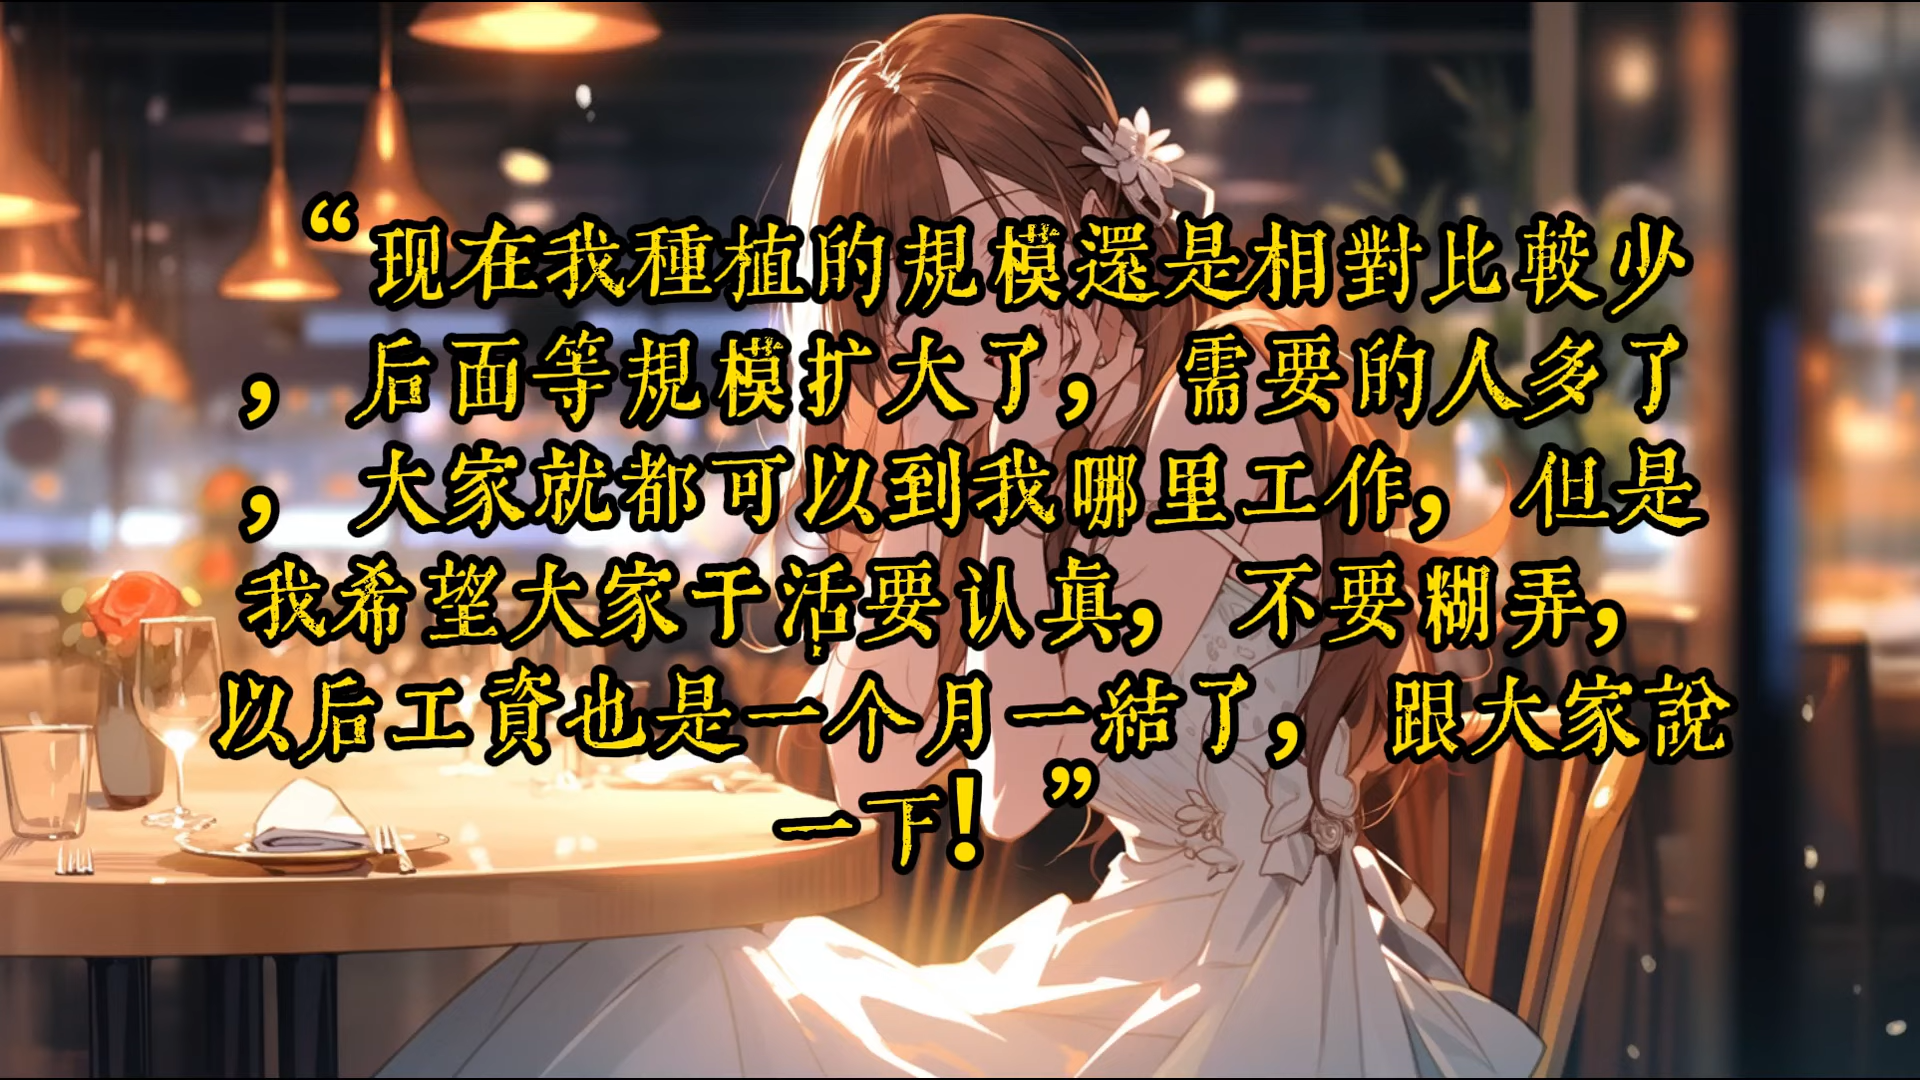 “现在我種植的規模還是相對比較少
，后面等規模扩大了，需要的人多了
，大家就都可以到我哪里工作，但是
我希望大家干活要认真，不要糊弄，
以后工資也是一个月一結了，跟大家說
一下！”